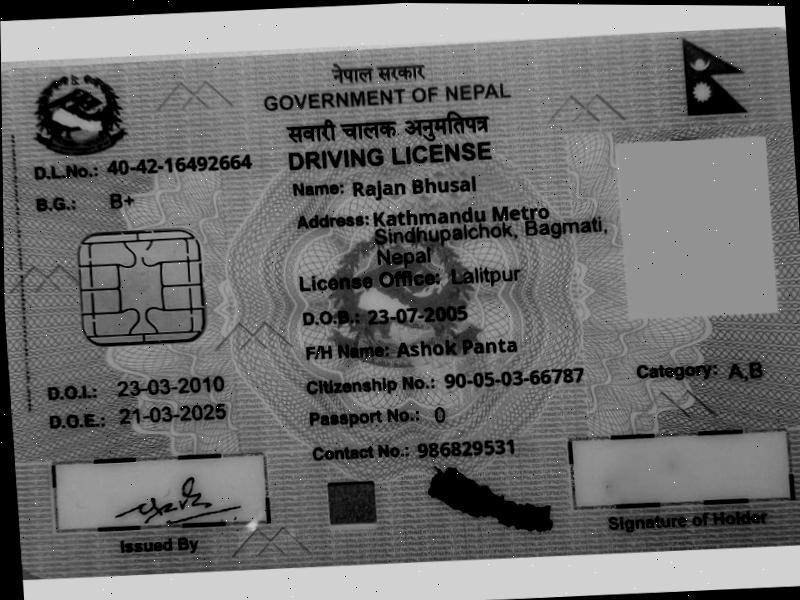 नेपाल सरकार
GOVERNMENT OF NEPAL
सवारी चालक अनुमतिपत्र
DRIVING LICENSE
D.L.No.: 40-42-16492664
B.G.: B+
Name: Rajan Bhusal
Address: Kathmandu Metro
Sindhupalchok, Bagmati,
Nepal
License Office: Lalitpur
D.O.B.: 23-07-2005
F/H Name: Ashok Panta
D.O.I.: 23-03-2010
Citizenship No.: 90-05-03-66787
Category: A,B
D.O.E.: 21-03-2025
Passport No.: 0
Contact No.: 986829531
Issued By
Signature of Holder